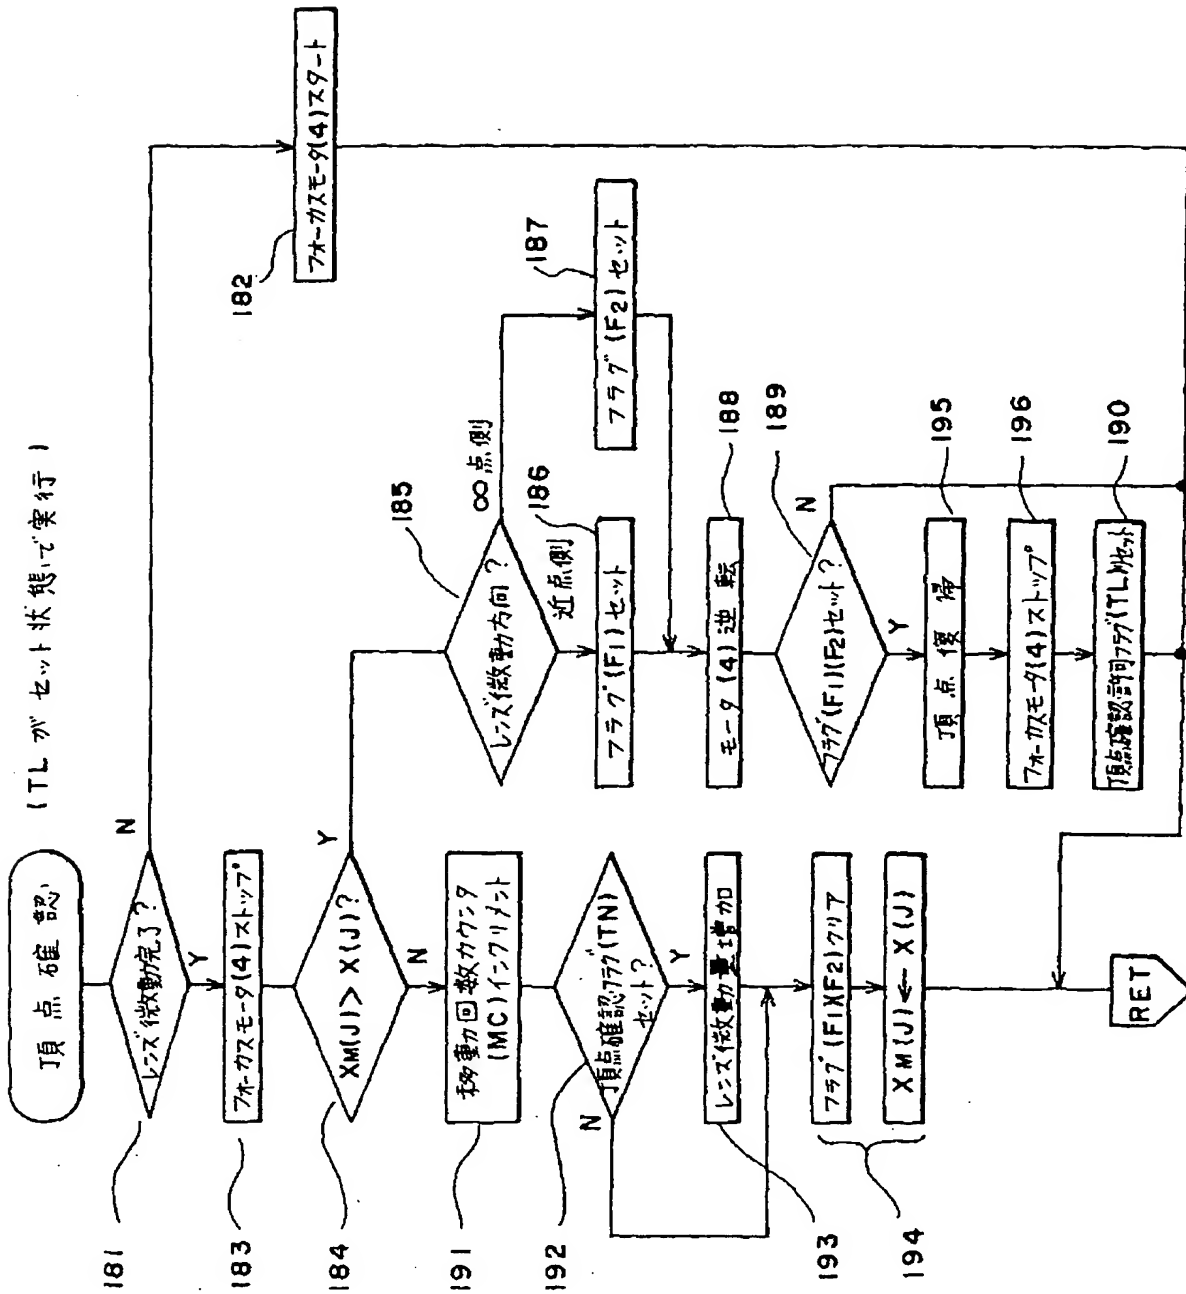 頂点確認
(TLがセット状態で実行)
181
レンズ微動完了?
N
Y
182
フォーカスモータ(4)スタート
183
フォーカスモータ(4)ストップ
184
XM(J)>X(J)?
Y
N
185
レンズ微動方向?
∞点側
近点側
186
フラグ(F1)セット
187
フラグ(F2)セット
188
モータ(4)逆転
189
フラグ(F1)(F2)セット?
N
Y
195
頂点復帰
196
フォーカスモータ(4)ストップ
190
頂点確認許可フラグ(TL)リセット
191
移動回数カウンタ
(MC)インクリメント
192
頂点確認フラグ(TN)
セット?
N
Y
193
レンズ微動量増加
194
フラグ(F1)(F2)クリア
XM(J)←X(J)
RET